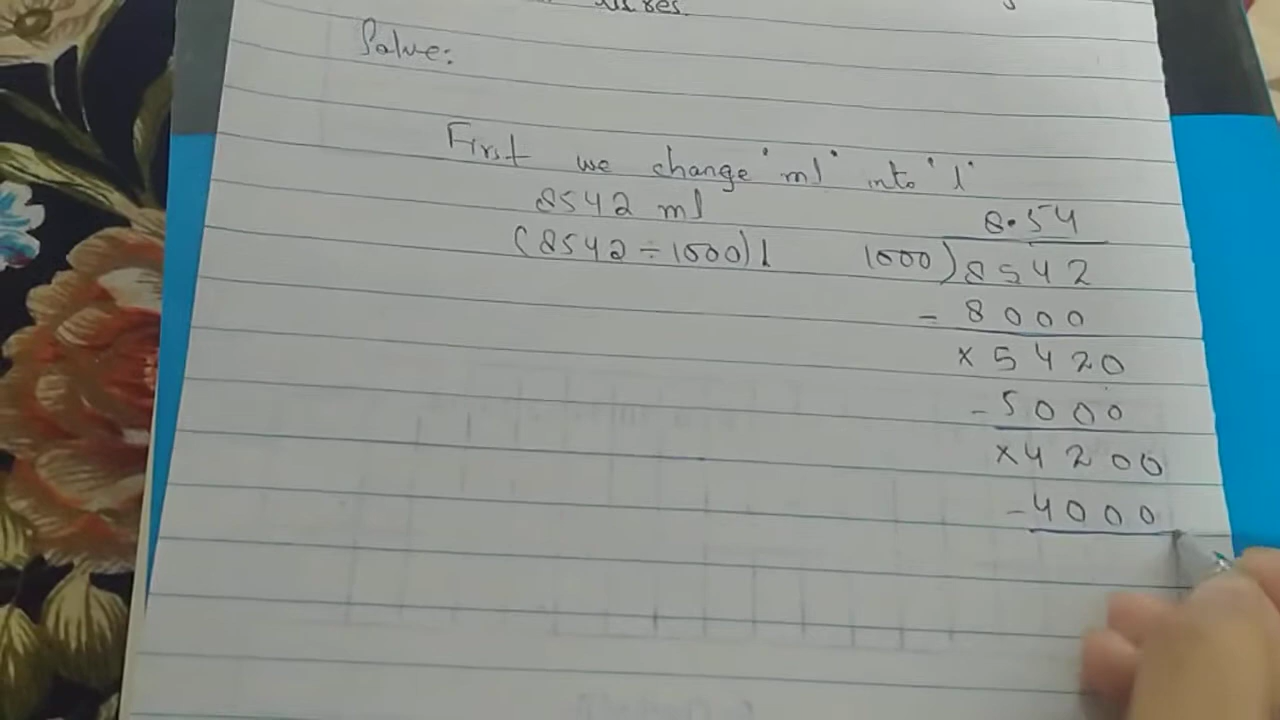 Solve:
First we change "ml" into "l"
8542 ml
(8542 ÷ 1000) l
8.54
1000)8542
- 8000
×5420
- 5000
×4200
- 4000